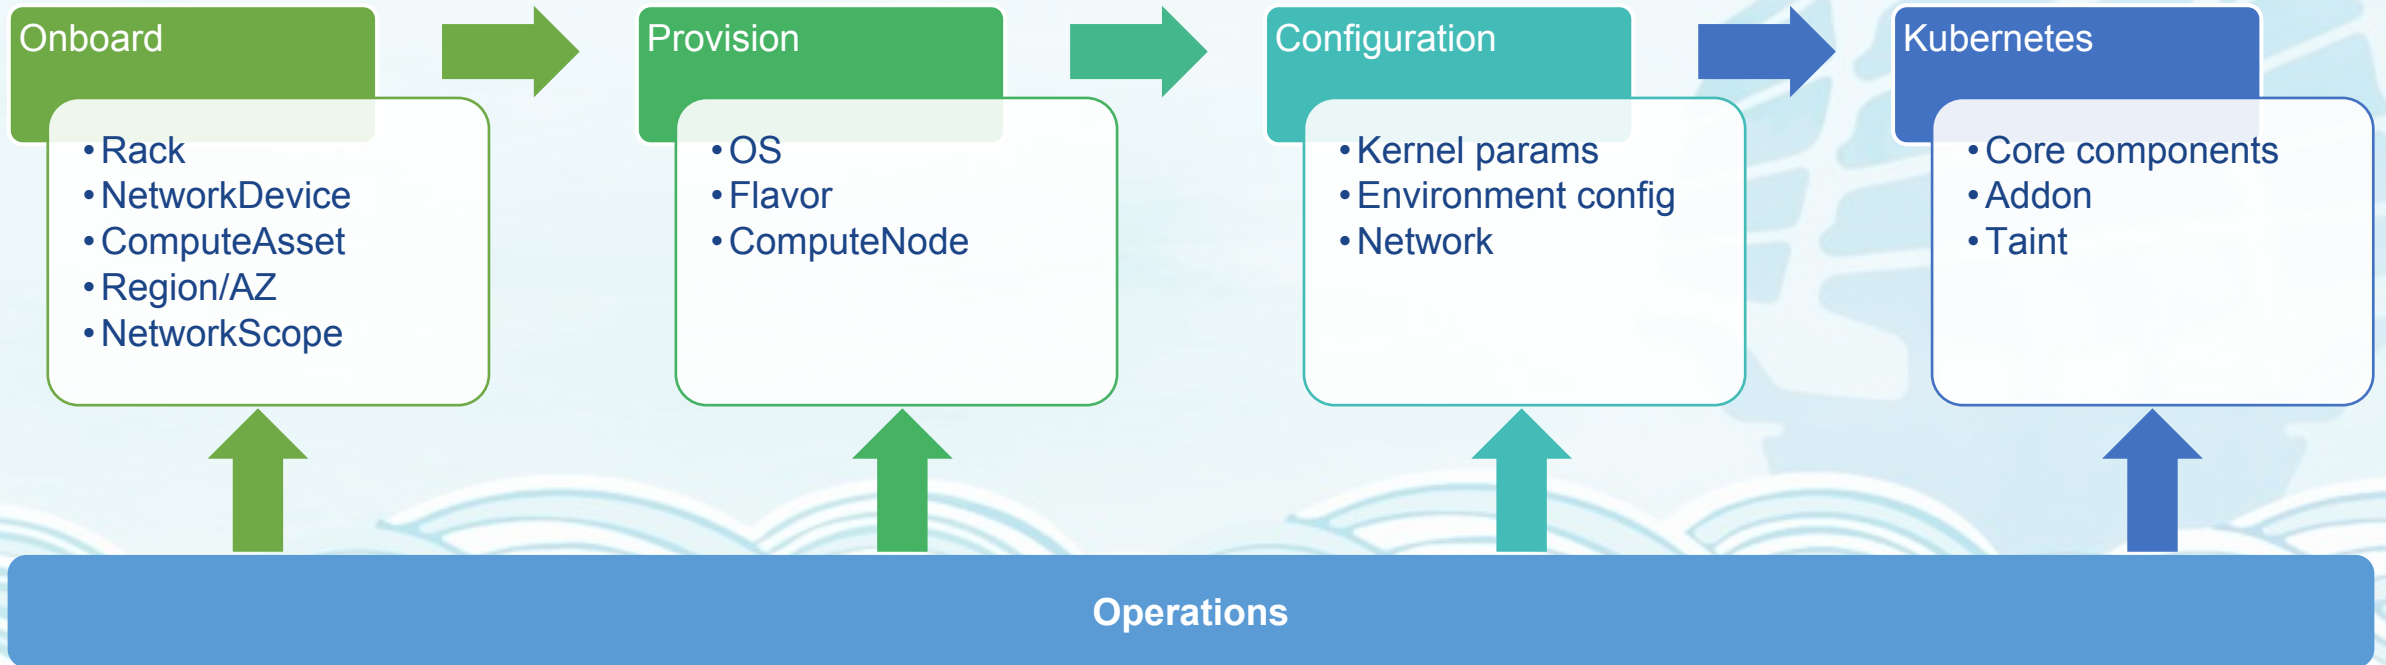 Onboard
• Rack
• NetworkDevice
• ComputeAsset
• Region/AZ
• NetworkScope
Provision
• OS
• Flavor
• ComputeNode
Configuration
• Kernel params
• Environment config
• Network
Kubernetes
• Core components
• Addon
• Taint
Operations